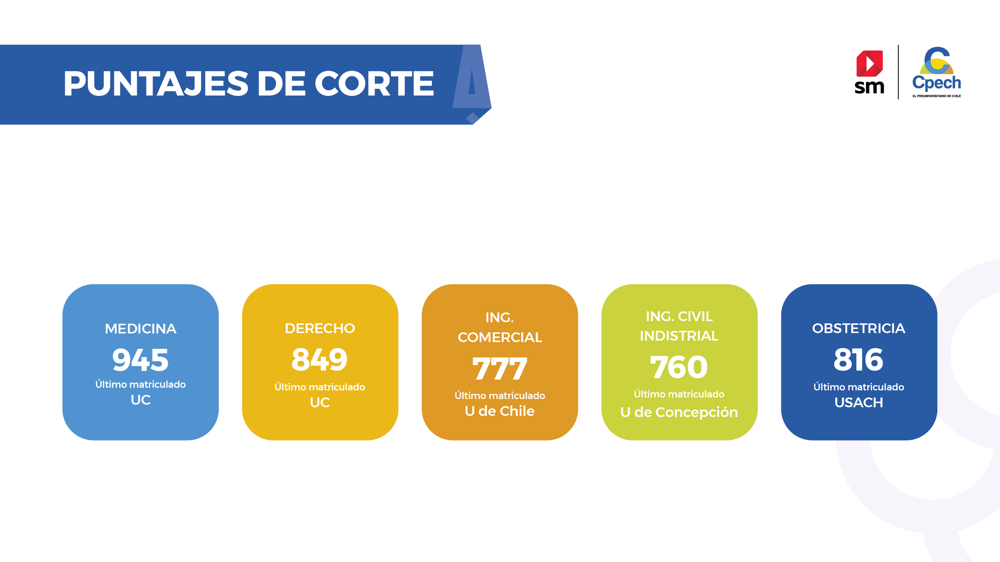 PUNTAJES DE CORTE
sm
Cpech
EL PREUNIVERSITARIO DE CHILE
MEDICINA
945
Último matriculado
UC
DERECHO
849
Último matriculado
UC
ING.
COMERCIAL
777
Último matriculado
U de Chile
ING. CIVIL
INDISTRIAL
760
Último matriculado
U de Concepción
OBSTETRICIA
816
Último matriculado
USACH